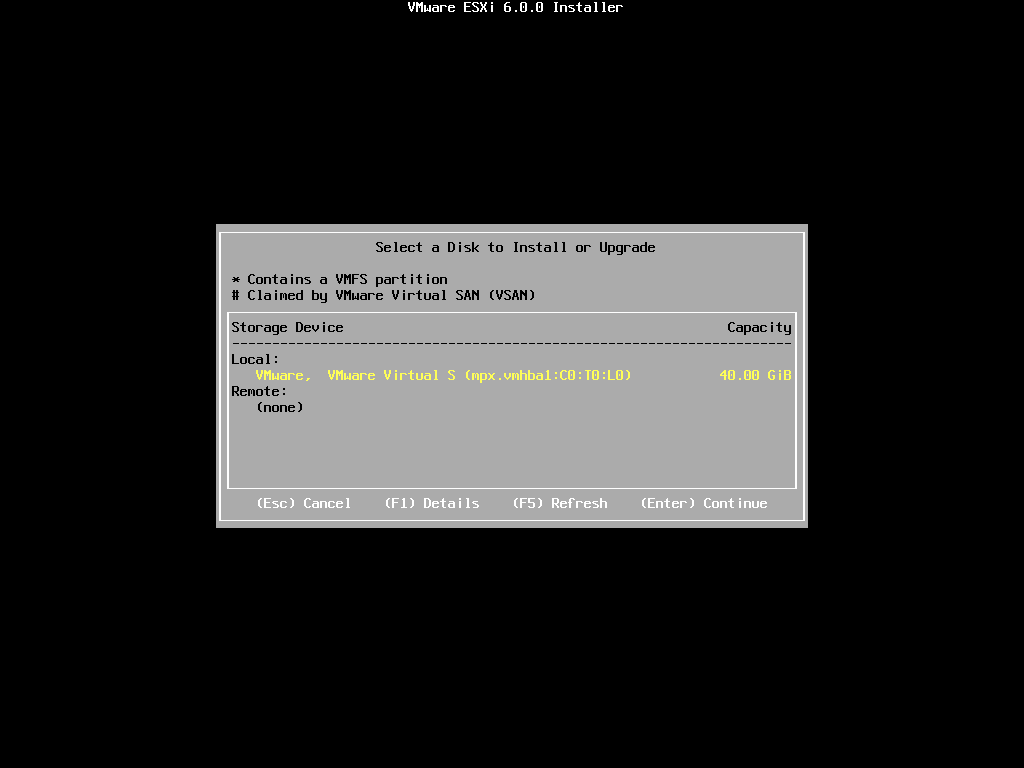 VMware ESXi 6.0.0 Installer
Select a Disk to Install or Upgrade
* Contains a VMFS partition
# Claimed by VMware Virtual SAN (VSAN)
Storage Device Capacity
--------------------------------------------------------------------------------
Local:
VMware,  VMware Virtual S (mpx.vmhba1:C0:T0:L0) 40.00 GiB
Remote:
(none)
(Esc) Cancel (F1) Details (F5) Refresh (Enter) Continue